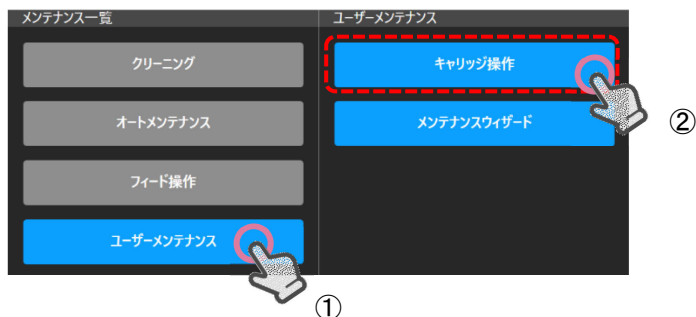 メンテナンス一覧
クリーニング
オートメンテナンス
フィード操作
ユーザーメンテナンス
①
ユーザーメンテナンス
キャリッジ操作
メンテナンスウィザード
②